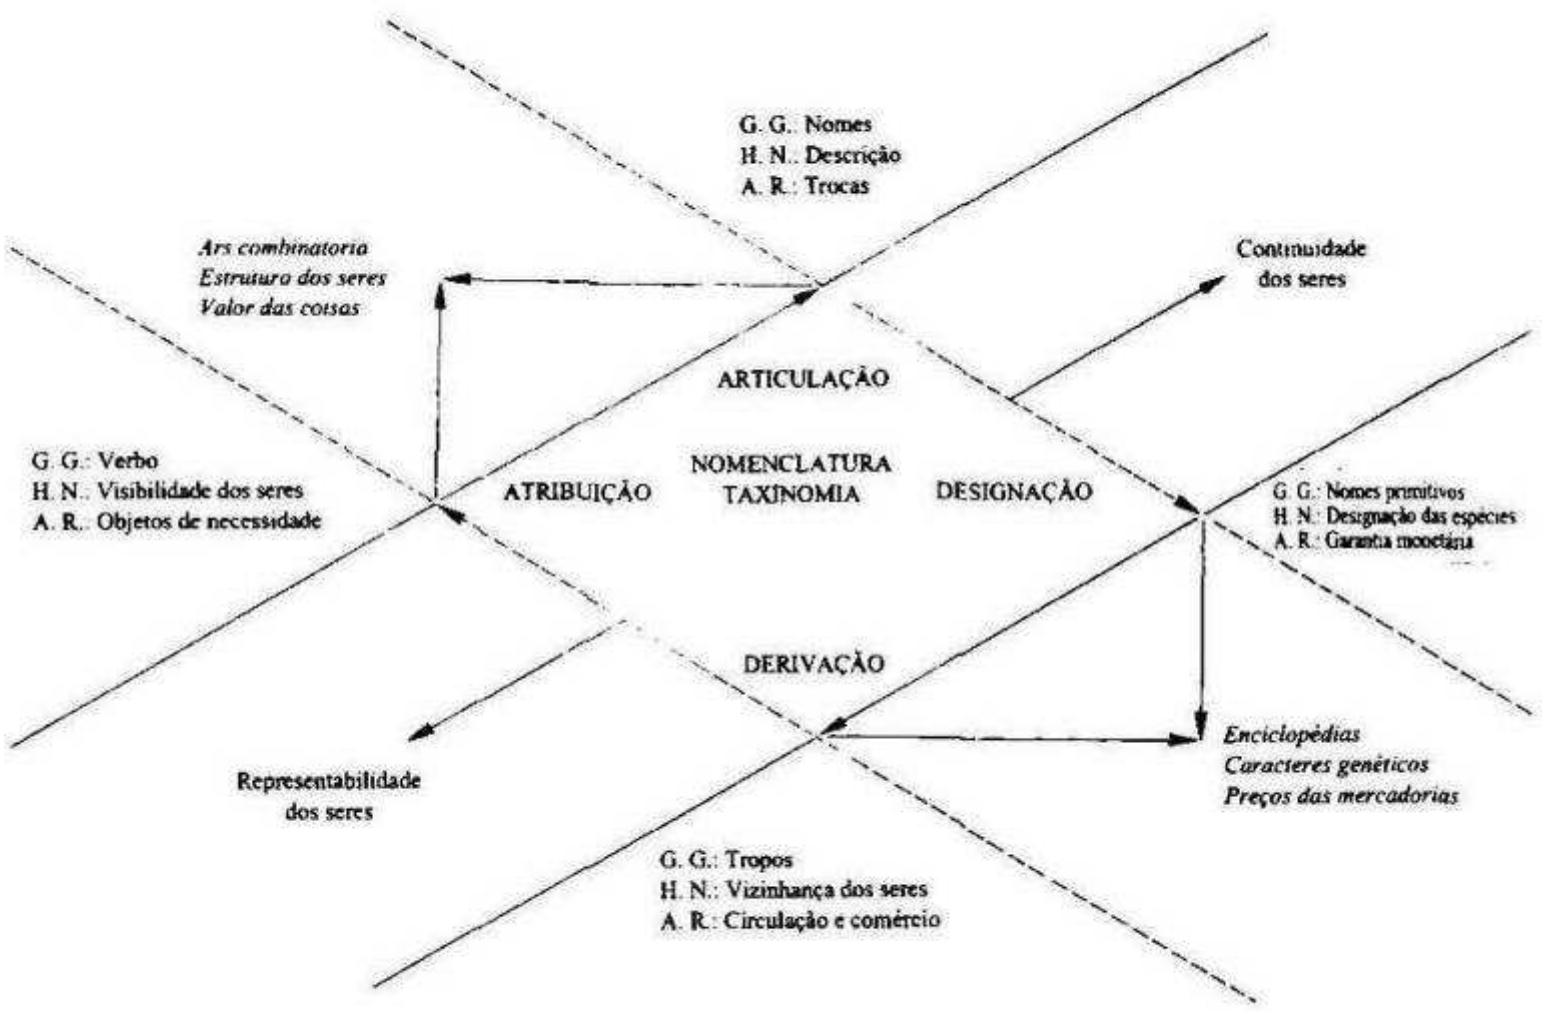 G. G.: Nomes
H. N.: Descrição
A. R.: Trocas
Ars combinatoria
Estrutura dos seres
Valor das coisas
Continuidade
dos seres
ARTICULAÇÃO
G. G.: Verbo
H. N.: Visibilidade dos seres
A. R.: Objetos de necessidade
ATRIBUIÇÃO
NOMENCLATURA
TAXINOMIA
DESIGNAÇÃO
G. G.: Nomes primitivos
H. N.: Designação das espécies
A. R.: Garantia monetária
DERIVAÇÃO
Representabilidade
dos seres
Enciclopédias
Caracteres genéticos
Preços das mercadorias
G. G.: Tropos
H. N.: Vizinhança dos seres
A. R.: Circulação e comércio